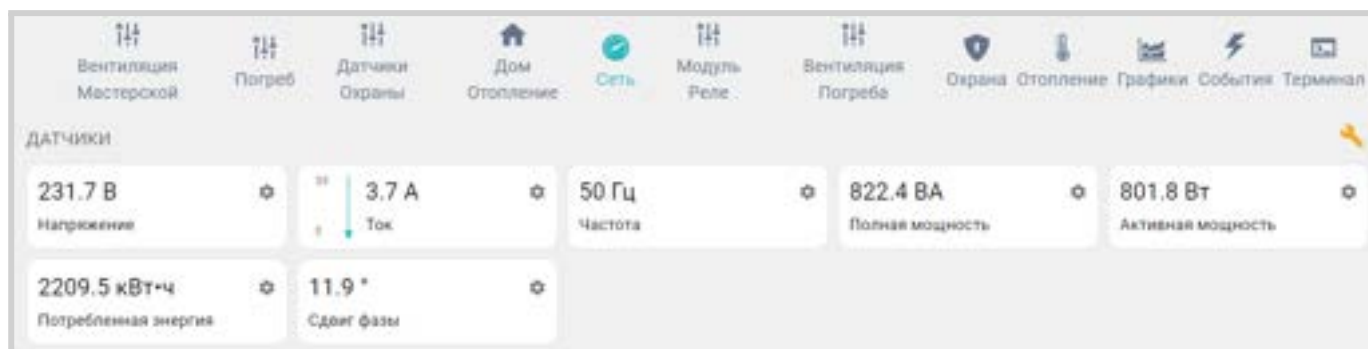 Вентиляция Мастерской
Погреб
Датчики Охраны
Дом Отопление
Сеть
Модуль Реле
Вентиляция Погреба
Охрана
Отопление
Графики
События
Терминал
ДАТЧИКИ
231.7 В
Напряжение
3.7 А
Ток
50 Гц
Частота
822.4 ВА
Полная мощность
801.8 Вт
Активная мощность
2209.5 кВт•ч
Потребленная энергия
11.9 °
Сдвиг фазы